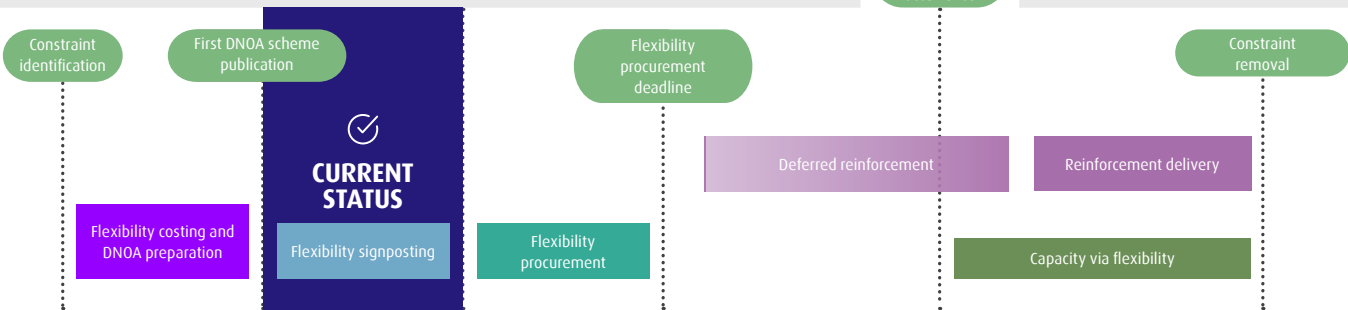 Constraint
identification
First DNOA scheme
publication
Flexibility
procurement
deadline
Constraint
removal
CURRENT
STATUS
Deferred reinforcement
Reinforcement delivery
Flexibility costing and
DNOA preparation
Flexibility signposting
Flexibility
procurement
Capacity via flexibility